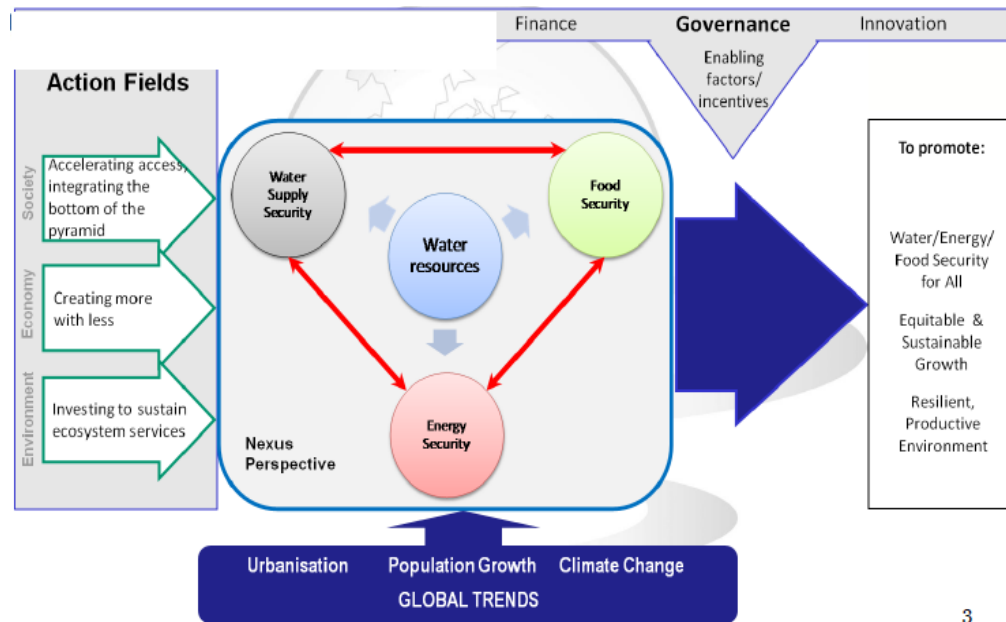 Finance
Governance
Innovation
Enabling
factors/
incentives
Action Fields
Society
Accelerating access,
integrating the
bottom of the
pyramid
Economy
Creating more
with less
Environment
Investing to sustain
ecosystem services
Water
Supply
Security
Food
Security
Water
resources
Energy
Security
Nexus
Perspective
To promote:
Water/Energy/
Food Security
for All
Equitable &
Sustainable
Growth
Resilient,
Productive
Environment
Urbanisation
Population Growth
Climate Change
GLOBAL TRENDS
3